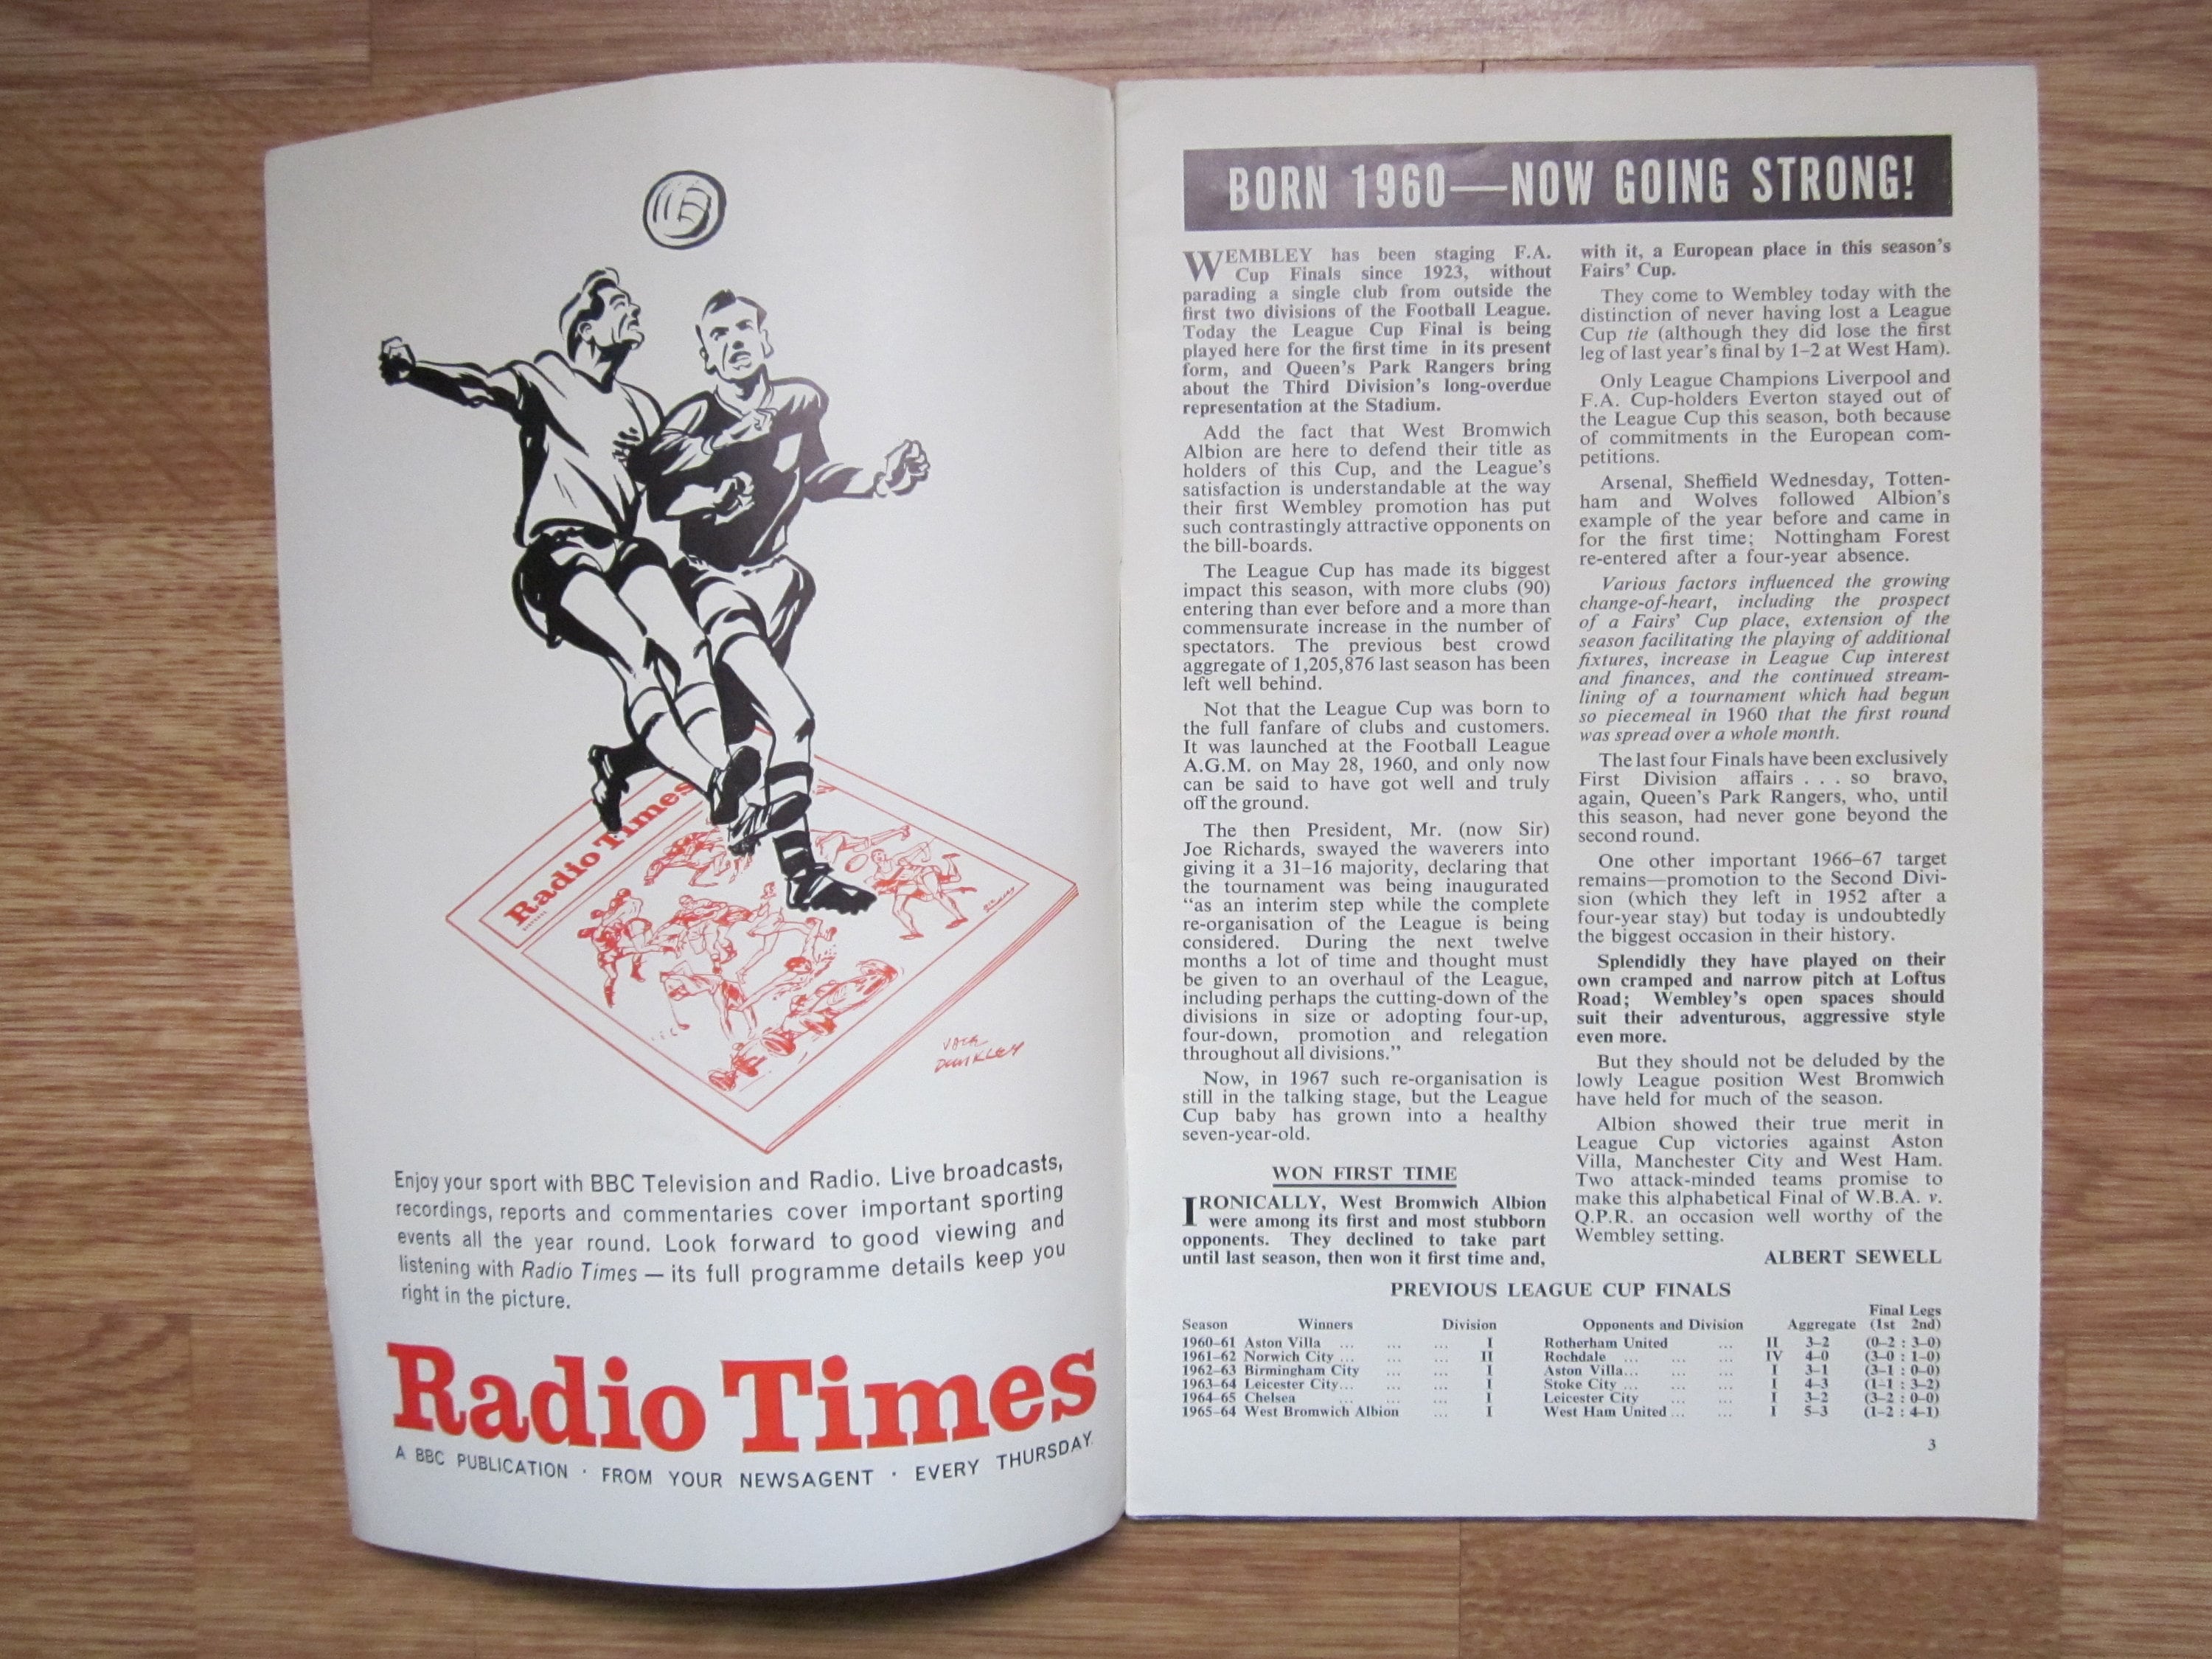 Radio Times
JACK
DUNKLEY
Enjoy your sport with BBC Television and Radio. Live broadcasts,
recordings, reports and commentaries cover important sporting
events all the year round. Look forward to good viewing and
listening with Radio Times — its full programme details keep you
right in the picture.
Radio Times
A BBC PUBLICATION · FROM YOUR NEWSAGENT · EVERY THURSDAY
BORN 1960—NOW GOING STRONG!
WEMBLEY has been staging F.A.
Cup Finals since 1923, without
parading a single club from outside the
first two divisions of the Football League.
Today the League Cup Final is being
played here for the first time in its present
form, and Queen's Park Rangers bring
about the Third Division's long-overdue
representation at the Stadium.
Add the fact that West Bromwich
Albion are here to defend their title as
holders of this Cup, and the League's
satisfaction is understandable at the way
their first Wembley promotion has put
such contrastingly attractive opponents on
the bill-boards.
The League Cup has made its biggest
impact this season, with more clubs (90)
entering than ever before and a more than
commensurate increase in the number of
spectators. The previous best crowd
aggregate of 1,205,876 last season has been
left well behind.
Not that the League Cup was born to
the full fanfare of clubs and customers.
It was launched at the Football League
A.G.M. on May 28, 1960, and only now
can be said to have got well and truly
off the ground.
The then President, Mr. (now Sir)
Joe Richards, swayed the waverers into
giving it a 31–16 majority, declaring that
the tournament was being inaugurated
“as an interim step while the complete
re-organisation of the League is being
considered. During the next twelve
months a lot of time and thought must
be given to an overhaul of the League,
including perhaps the cutting-down of the
divisions in size or adopting four-up,
four-down, promotion and relegation
throughout all divisions.”
Now, in 1967 such re-organisation is
still in the talking stage, but the League
Cup baby has grown into a healthy
seven-year-old.
WON FIRST TIME
IRONICALLY, West Bromwich Albion
were among its first and most stubborn
opponents. They declined to take part
until last season, then won it first time and,
with it, a European place in this season's
Fairs' Cup.
They come to Wembley today with the
distinction of never having lost a League
Cup tie (although they did lose the first
leg of last year's final by 1–2 at West Ham).
Only League Champions Liverpool and
F.A. Cup-holders Everton stayed out of
the League Cup this season, both because
of commitments in the European com-
petitions.
Arsenal, Sheffield Wednesday, Totten-
ham and Wolves followed Albion's
example of the year before and came in
for the first time; Nottingham Forest
re-entered after a four-year absence.
Various factors influenced the growing
change-of-heart, including the prospect
of a Fairs' Cup place, extension of the
season facilitating the playing of additional
fixtures, increase in League Cup interest
and finances, and the continued stream-
lining of a tournament which had begun
so piecemeal in 1960 that the first round
was spread over a whole month.
The last four Finals have been exclusively
First Division affairs . . . so bravo,
again, Queen's Park Rangers, who, until
this season, had never gone beyond the
second round.
One other important 1966–67 target
remains—promotion to the Second Divi-
sion (which they left in 1952 after a
four-year stay) but today is undoubtedly
the biggest occasion in their history.
Splendidly they have played on their
own cramped and narrow pitch at Loftus
Road; Wembley's open spaces should
suit their adventurous, aggressive style
even more.
But they should not be deluded by the
lowly League position West Bromwich
have held for much of the season.
Albion showed their true merit in
League Cup victories against Aston
Villa, Manchester City and West Ham.
Two attack-minded teams promise to
make this alphabetical Final of W.B.A. v.
Q.P.R. an occasion well worthy of the
Wembley setting.
ALBERT SEWELL
PREVIOUS LEAGUE CUP FINALS
Final Legs
Season Winners Division Opponents and Division Aggregate (1st 2nd)
1960–61 Aston Villa ... ... ... I Rotherham United ... II 3–2 (0–2 : 3–0)
1961–62 Norwich City ... ... ... II Rochdale ... ... ... IV 4–0 (3–0 : 1–0)
1962–63 Birmingham City ... ... I Aston Villa... ... ... I 3–1 (3–1 : 0–0)
1963–64 Leicester City... ... ... I Stoke City ... ... ... I 4–3 (1–1 : 3–2)
1964–65 Chelsea ... ... ... I Leicester City ... ... I 3–2 (3–2 : 0–0)
1965–64 West Bromwich Albion ... I West Ham United ... ... I 5–3 (1–2 : 4–1)
3